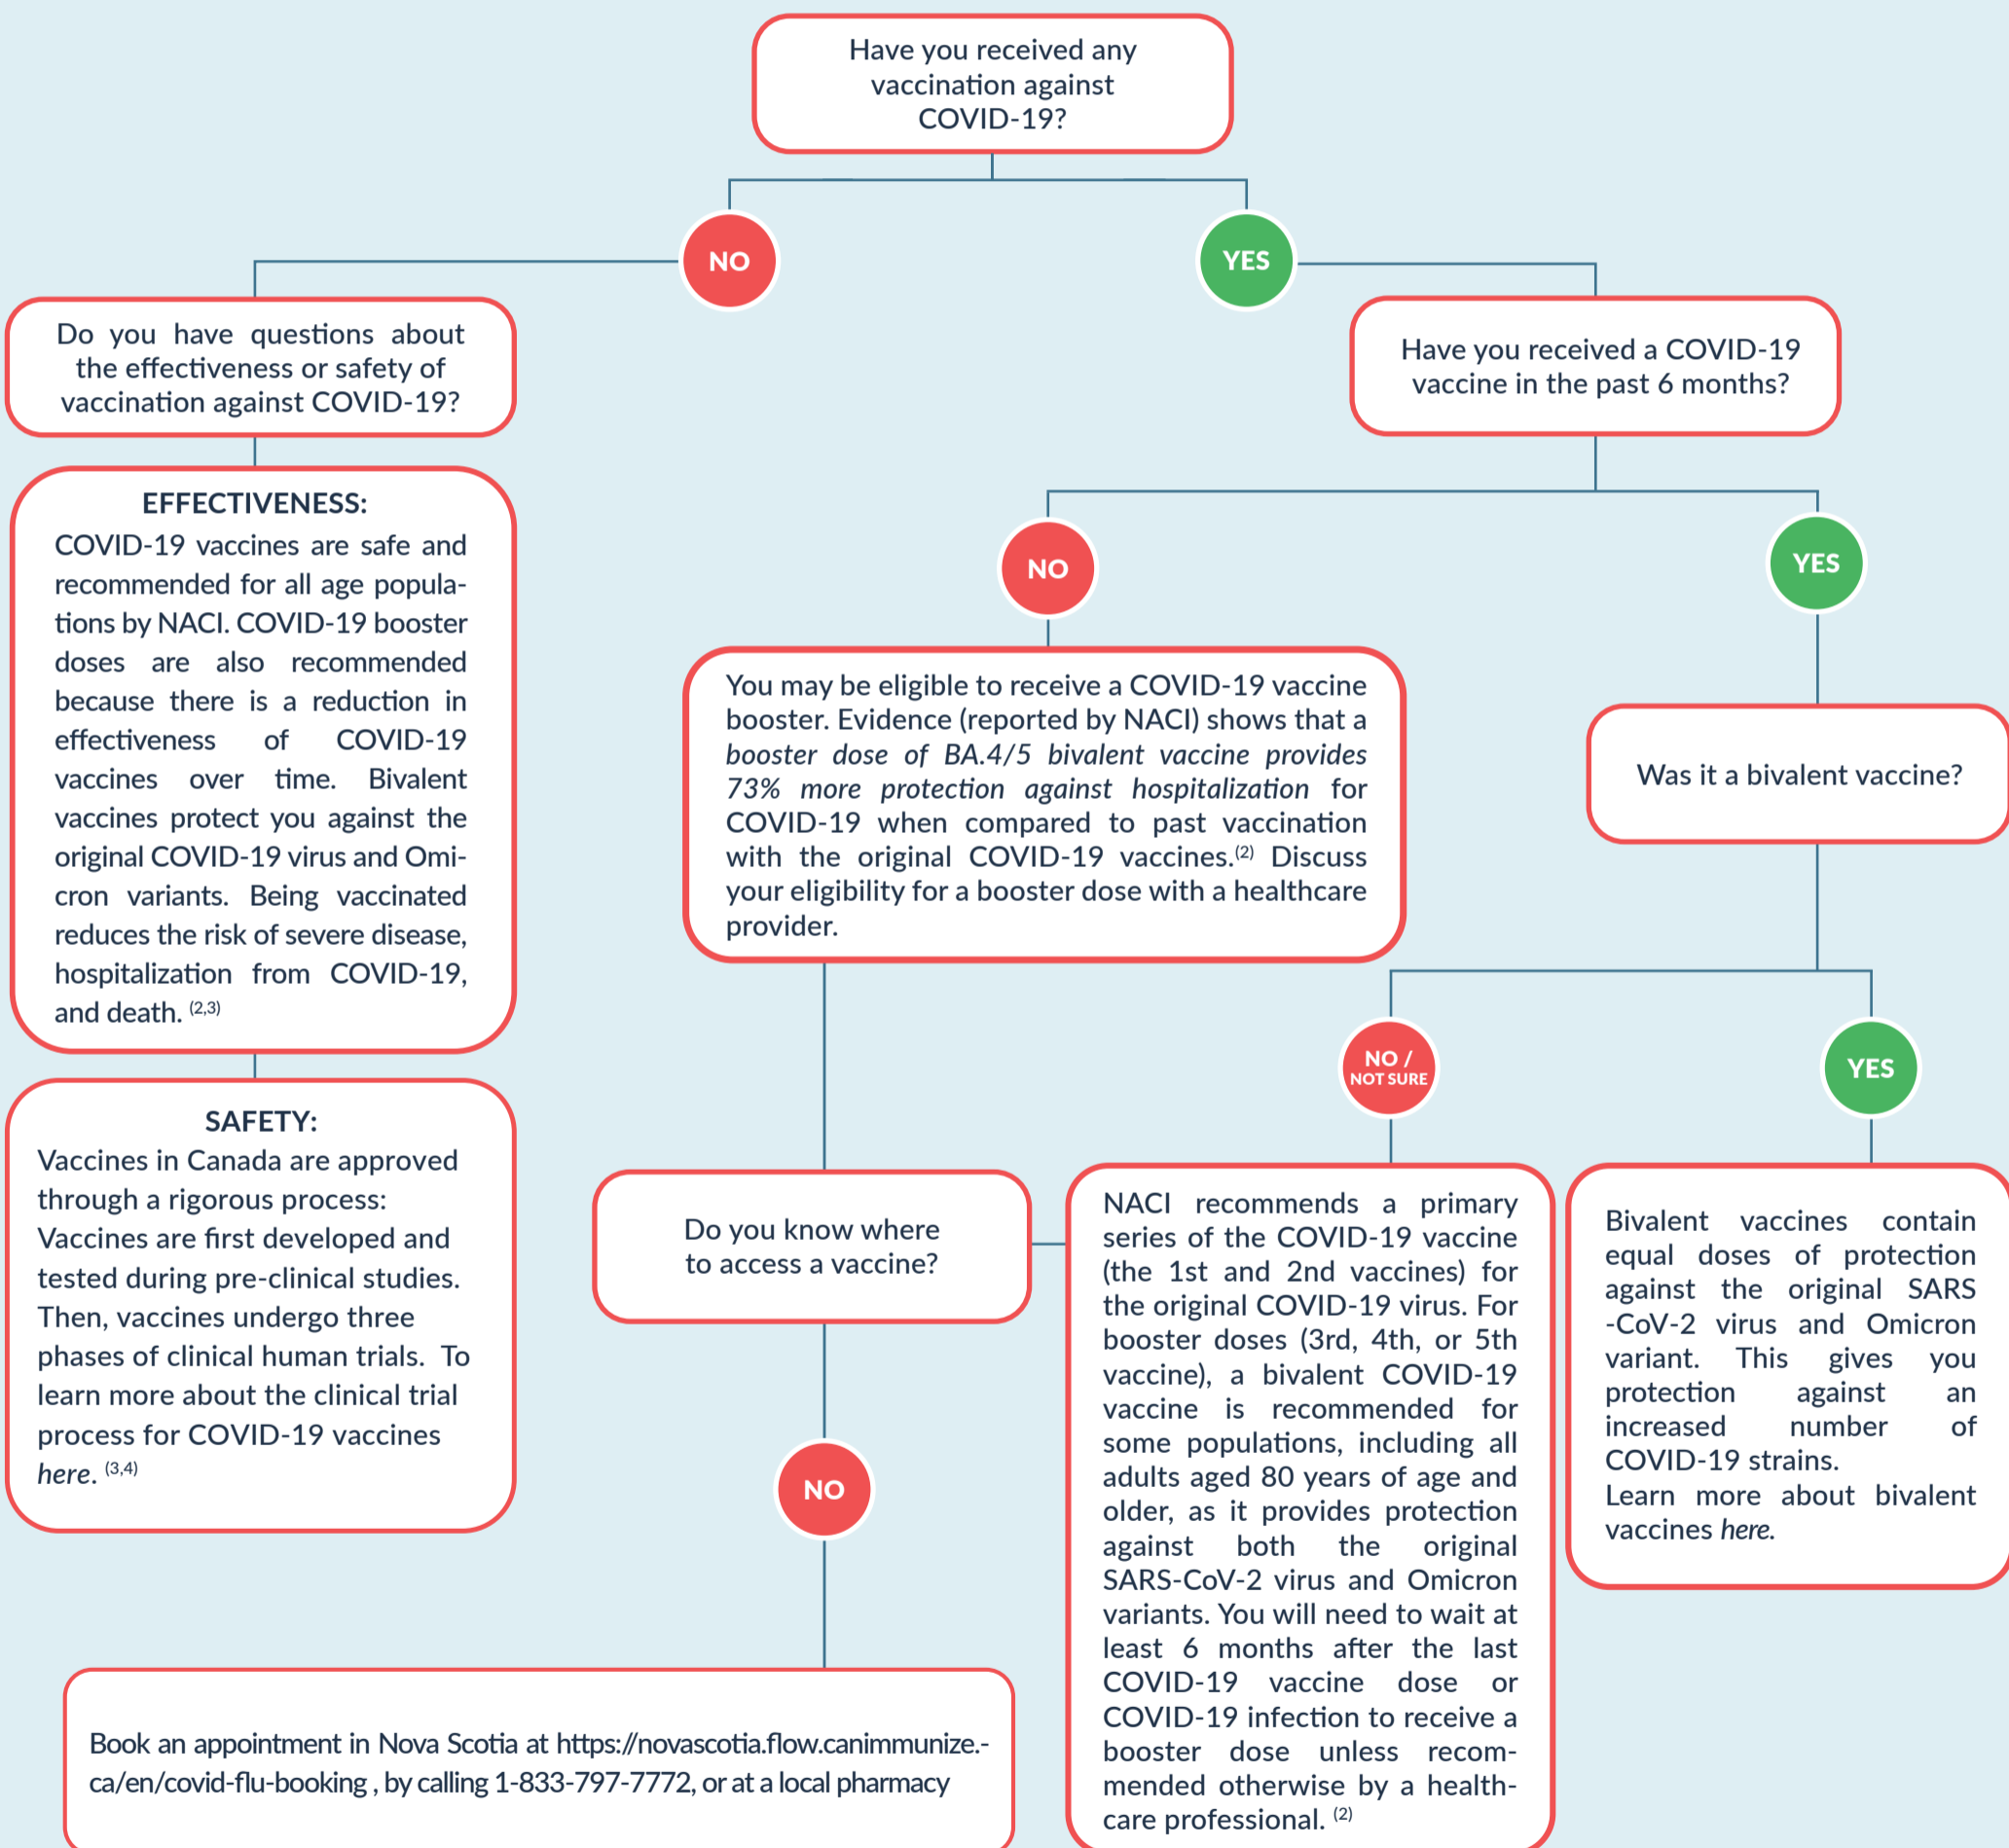 Have you received any
vaccination against
COVID-19?
NO
YES
Do you have questions about
the effectiveness or safety of
vaccination against COVID-19?
Have you received a COVID-19
vaccine in the past 6 months?
EFFECTIVENESS:
COVID-19 vaccines are safe and
recommended for all age popula-
tions by NACI. COVID-19 booster
doses are also recommended
because there is a reduction in
effectiveness of COVID-19
vaccines over time. Bivalent
vaccines protect you against the
original COVID-19 virus and Omi-
cron variants. Being vaccinated
reduces the risk of severe disease,
hospitalization from COVID-19,
and death. (2,3)
NO
YES
You may be eligible to receive a COVID-19 vaccine
booster. Evidence (reported by NACI) shows that a
booster dose of BA.4/5 bivalent vaccine provides
73% more protection against hospitalization for
COVID-19 when compared to past vaccination
with the original COVID-19 vaccines.(2) Discuss
your eligibility for a booster dose with a healthcare
provider.
Was it a bivalent vaccine?
NO /
NOT SURE
YES
SAFETY:
Vaccines in Canada are approved
through a rigorous process:
Vaccines are first developed and
tested during pre-clinical studies.
Then, vaccines undergo three
phases of clinical human trials. To
learn more about the clinical trial
process for COVID-19 vaccines
here. (3,4)
Do you know where
to access a vaccine?
NACI recommends a primary
series of the COVID-19 vaccine
(the 1st and 2nd vaccines) for
the original COVID-19 virus. For
booster doses (3rd, 4th, or 5th
vaccine), a bivalent COVID-19
vaccine is recommended for
some populations, including all
adults aged 80 years of age and
older, as it provides protection
against both the original
SARS-CoV-2 virus and Omicron
variants. You will need to wait at
least 6 months after the last
COVID-19 vaccine dose or
COVID-19 infection to receive a
booster dose unless recom-
mended otherwise by a health-
care professional. (2)
Bivalent vaccines contain
equal doses of protection
against the original SARS
-CoV-2 virus and Omicron
variant. This gives you
protection against an
increased number of
COVID-19 strains.
Learn more about bivalent
vaccines here.
NO
Book an appointment in Nova Scotia at https://novascotia.flow.canimmunize.-
ca/en/covid-flu-booking , by calling 1-833-797-7772, or at a local pharmacy